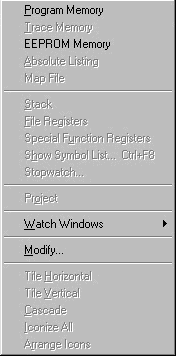 Program Memory
Trace Memory
EEPROM Memory
Absolute Listing
Map File
Stack
File Registers
Special Function Registers
Show Symbol List... Ctrl+F8
Stopwatch...
Project
Watch Windows
Modify...
Tile Horizontal
Tile Vertical
Cascade
Iconize All
Arrange Icons